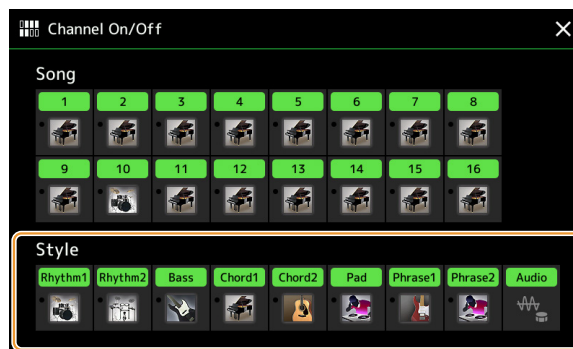 Channel On/Off
Song
1 2 3 4 5 6 7 8
9 10 11 12 13 14 15 16
Style
Rhythm1 Rhythm2 Bass Chord1 Chord2 Pad Phrase1 Phrase2 Audio